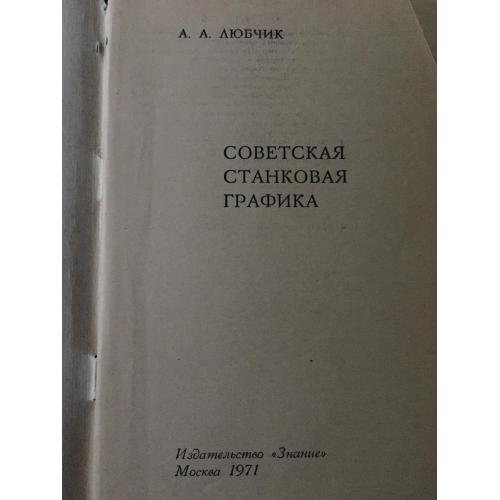 А. А. ЛЮБЧИК
СОВЕТСКАЯ
СТАНКОВАЯ
ГРАФИКА
Издательство «Знание»
Москва 1971